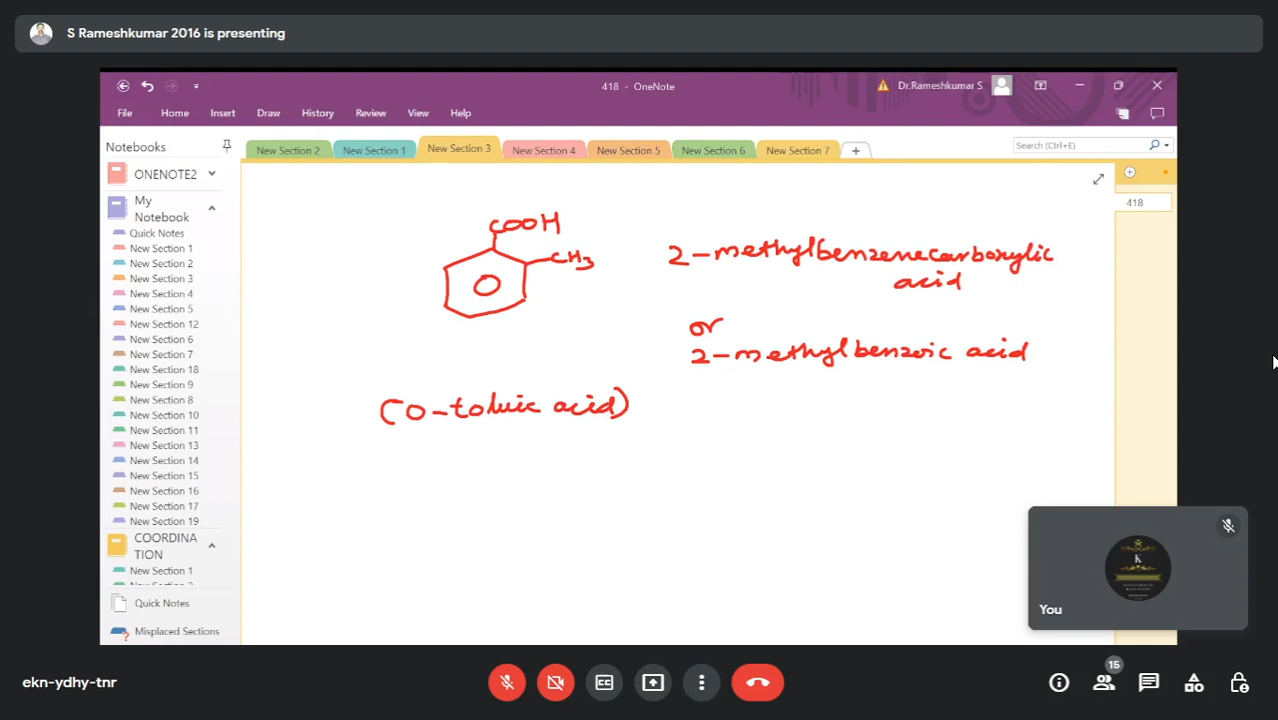 S Rameshkumar 2016 is presenting
418 - OneNote
Dr.Rameshkumar S
File Home Insert Draw History Review View Help
Notebooks
New Section 2 New Section 1 New Section 3 New Section 4 New Section 5 New Section 6 New Section 7 +
Search (Ctrl+E)
ONENOTE2
My
Notebook
Quick Notes
New Section 1
New Section 2
New Section 3
New Section 4
New Section 5
New Section 12
New Section 6
New Section 7
New Section 18
New Section 9
New Section 8
New Section 10
New Section 11
New Section 13
New Section 14
New Section 15
New Section 16
New Section 17
New Section 19
COORDINA
TION
New Section 1
Quick Notes
Misplaced Sections
418
COOH
CH3
2-methylbenzenecarboxylic
acid
or
2-methylbenzoic acid
(o-toluic acid)
K
You
ekn-ydhy-tnr
CC
15